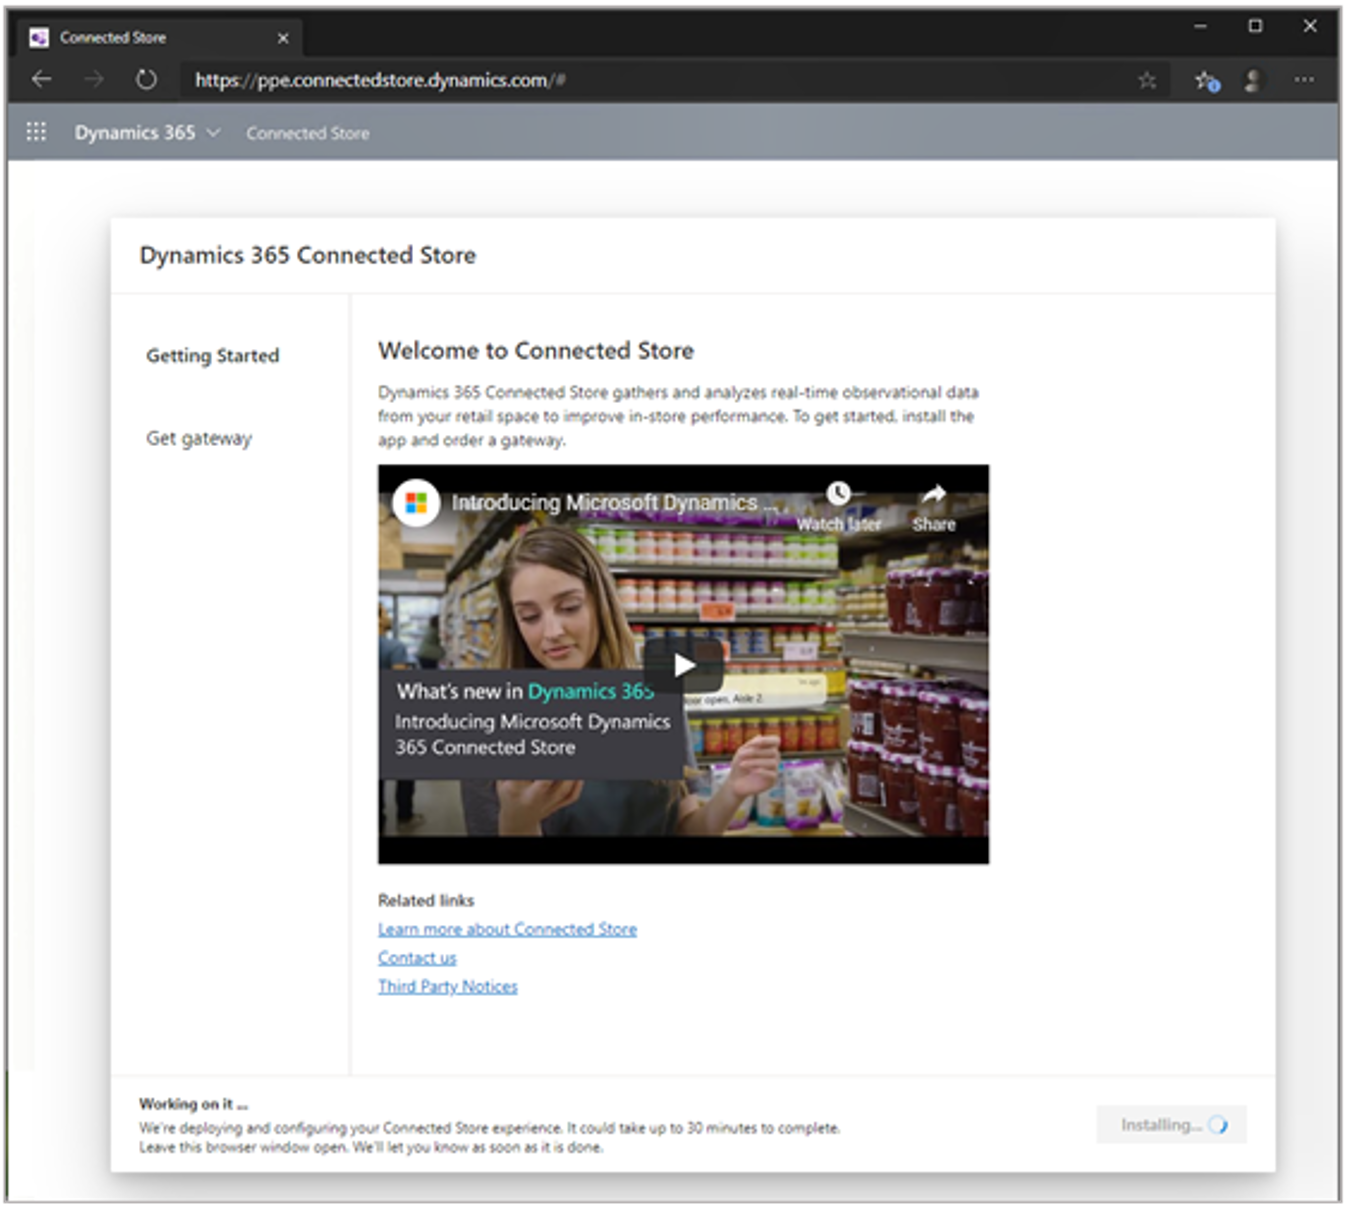 Connected Store
https://ppe.connectedstore.dynamics.com/#
Dynamics 365 Connected Store
Dynamics 365 Connected Store
Getting Started
Get gateway
Welcome to Connected Store
Dynamics 365 Connected Store gathers and analyzes real-time observational data
from your retail space to improve in-store performance. To get started, install the
app and order a gateway.
Introducing Microsoft Dynamics ...
Watch later
Share
What's new in Dynamics 365
Introducing Microsoft Dynamics
365 Connected Store
open, Aisle 2.
Related links
Learn more about Connected Store
Contact us
Third Party Notices
Working on it ...
We're deploying and configuring your Connected Store experience. It could take up to 30 minutes to complete.
Leave this browser window open. We'll let you know as soon as it is done.
Installing...